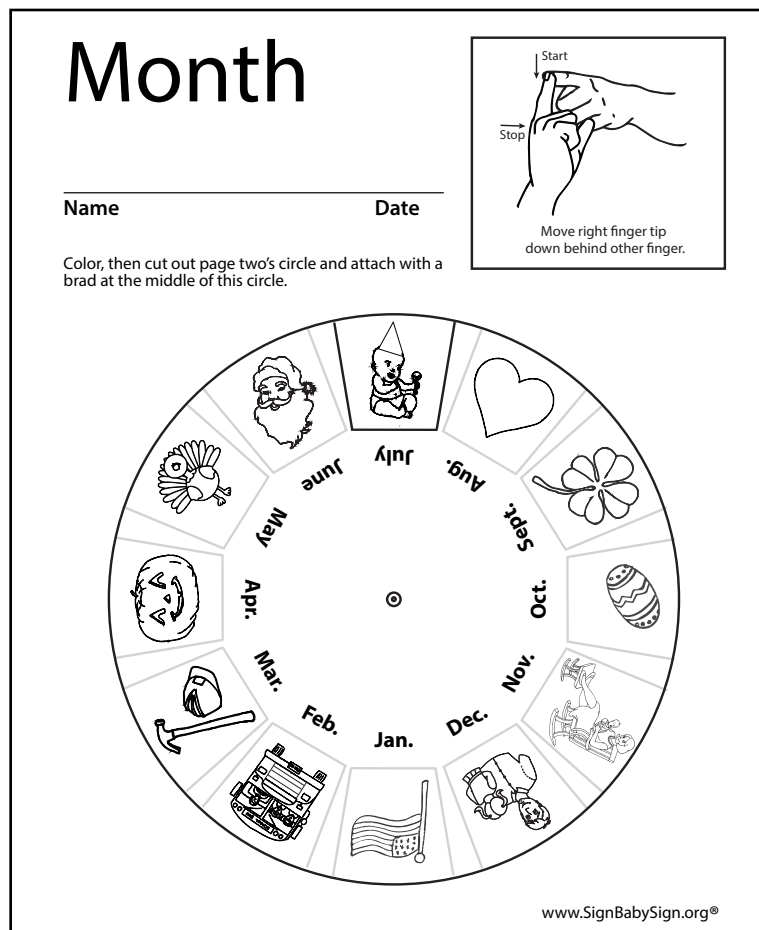 Month
Start
Stop
Move right finger tip
down behind other finger.
Name Date
Color, then cut out page two's circle and attach with a
brad at the middle of this circle.
July
Aug.
Sept.
Oct.
Nov.
Dec.
Jan.
Feb.
Mar.
Apr.
May
June
www.SignBabySign.org®